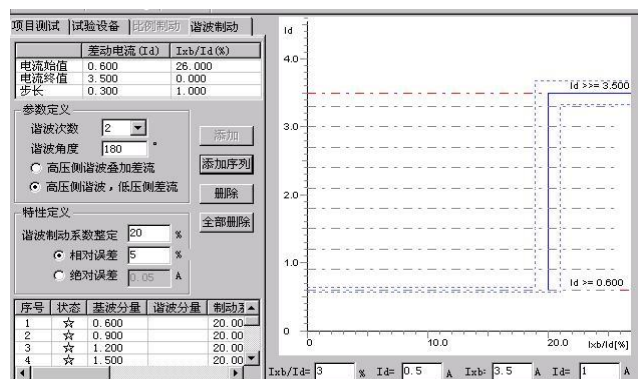 项目测试 试验设备 比例制动 谐波制动
差动电流(Id) Ixb/Id(%)
电流始值 0.600 26.000
电流终值 3.500 0.000
步长 0.300 1.000
参数定义
谐波次数 2
谐波角度 180 °
高压侧谐波叠加差流
高压侧谐波，低压侧差流
添加
添加序列
删除
全部删除
特性定义
谐波制动系数整定 20 %
相对误差 5 %
绝对误差 0.05 A
序号 状态 基波分量 谐波分量 制动系
1 ☆ 0.600 20.00
2 ☆ 0.900 20.00
3 ☆ 1.200 20.00
4 ☆ 1.500 20.00
Id
4.0
Id >>= 3.500
3.0
2.0
1.0
Id >= 0.600
0
0 10.0 20.0 Ixb/Id[%]
Ixb/Id= 3 % Id= 0.5 A Ixb: 3.5 A Id= 1 A